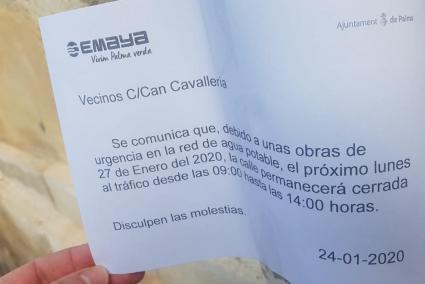 EMAYA
Vivim Palma verda
Ajuntament de Palma
Vecinos C/Can Cavalleria
Se comunica que, debido a unas obras de
urgencia en la red de agua potable, el próximo lunes
27 de Enero del 2020, la calle permanecerá cerrada
al tráfico desde las 09:00 hasta las 14:00 horas.
Disculpen las molestias.
24-01-2020